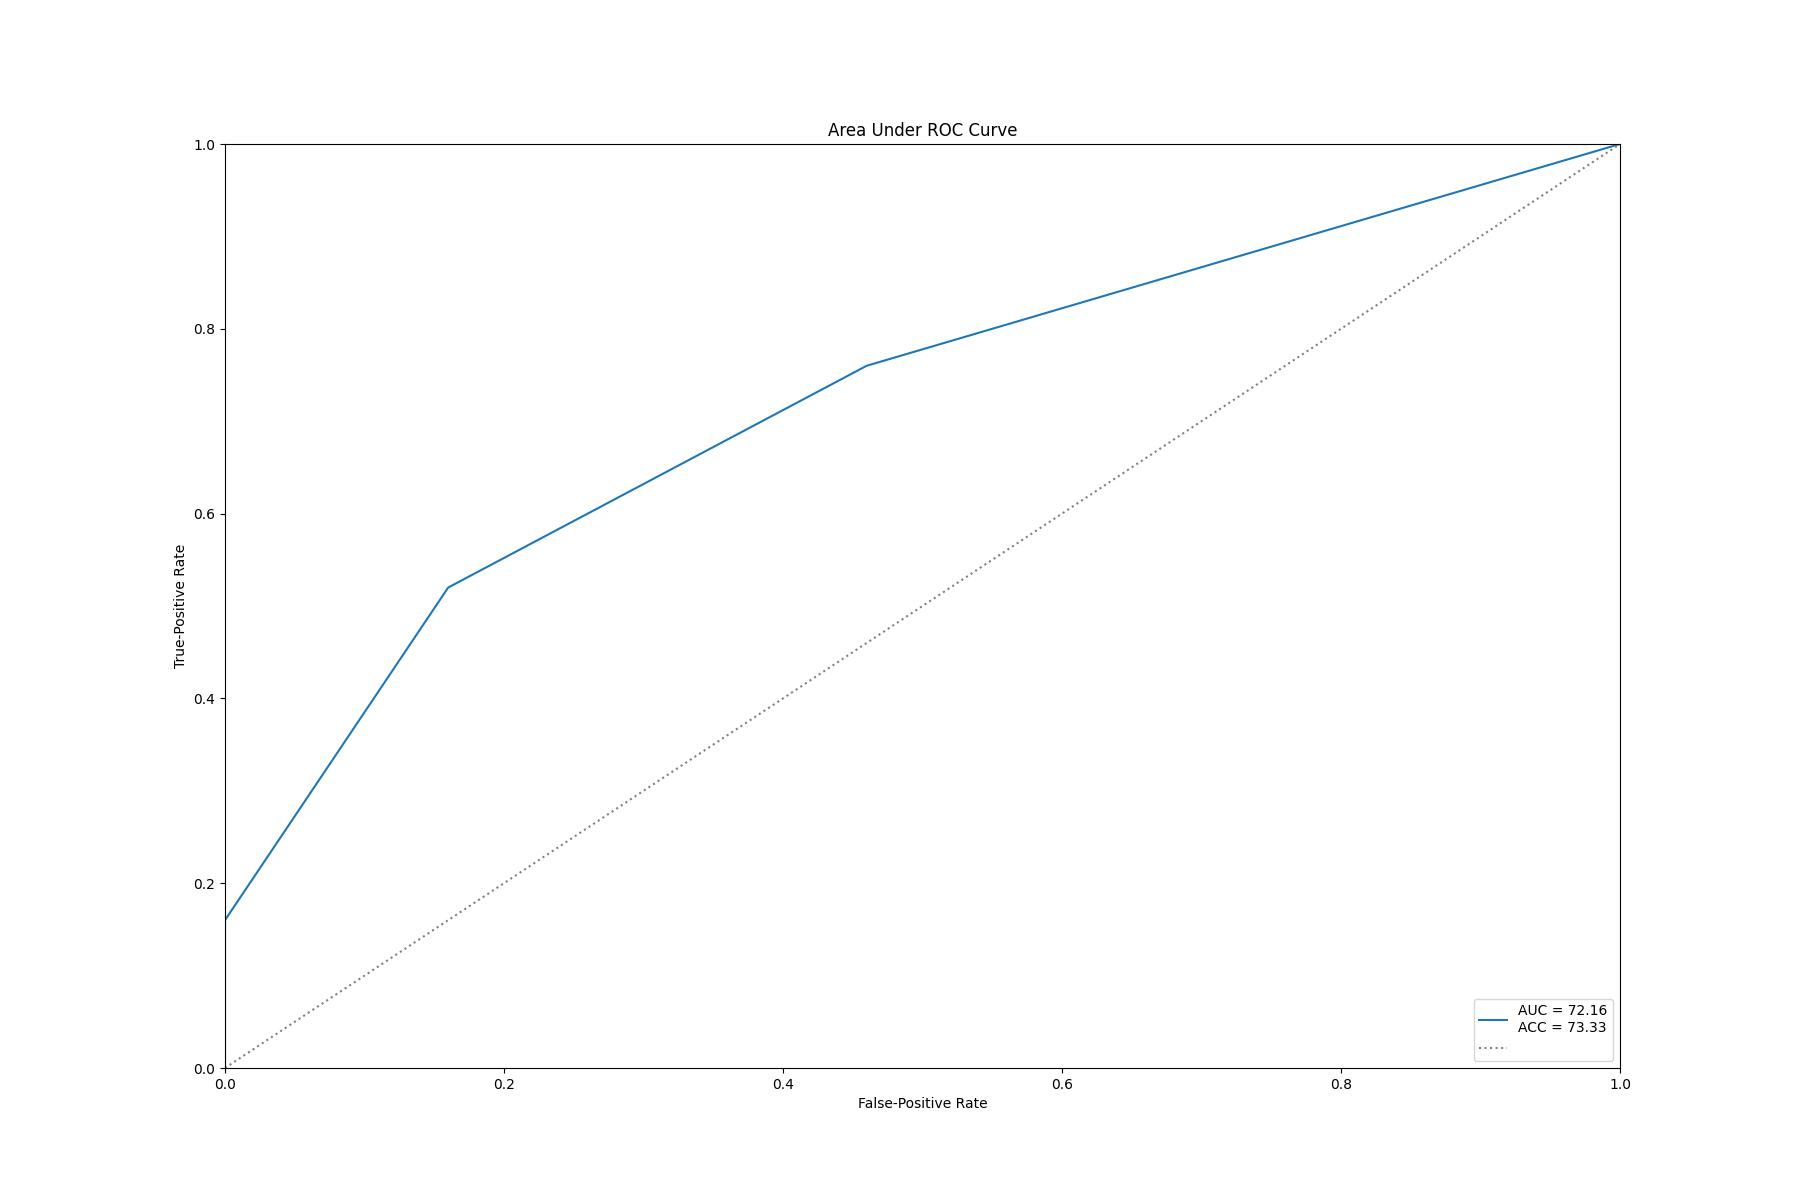 Area Under ROC Curve
1.0
0.8
0.6
0.4
0.2
0.0
True-Positive Rate
0.0 0.2 0.4 0.6 0.8 1.0
False-Positive Rate
AUC = 72.16
ACC = 73.33